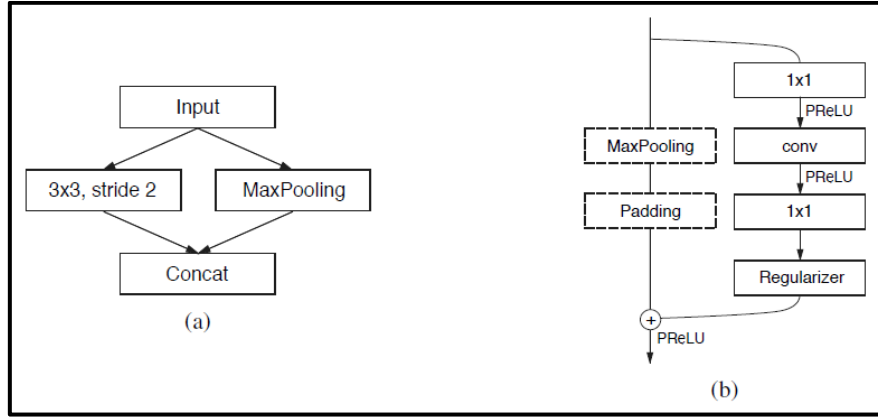 Input
3x3, stride 2
MaxPooling
Concat
(a)
1x1
PReLU
MaxPooling
conv
PReLU
Padding
1x1
Regularizer
+
PReLU
(b)